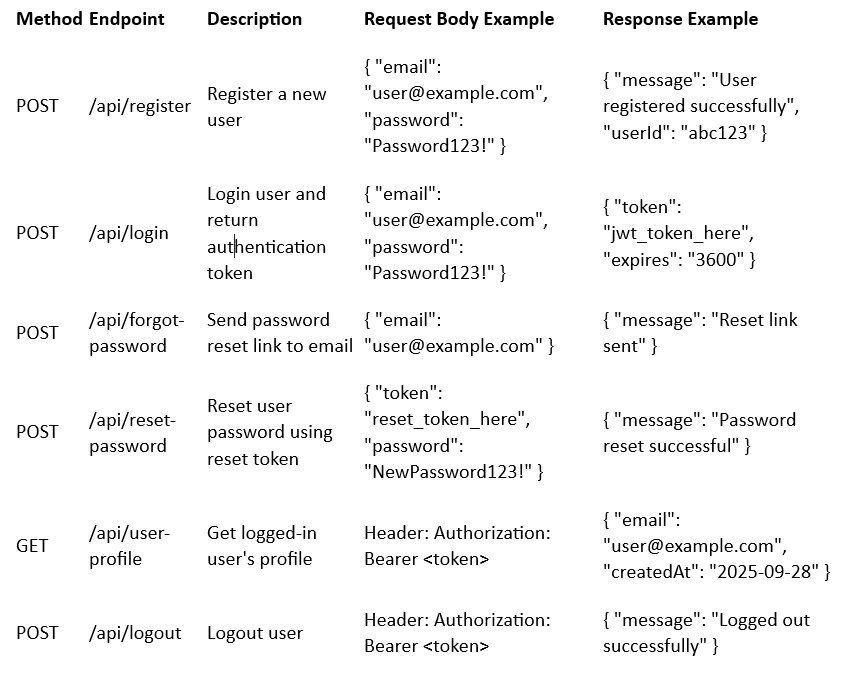 Method Endpoint Description Request Body Example Response Example
POST /api/register Register a new user { "email": "user@example.com", "password": "Password123!" } { "message": "User registered successfully", "userId": "abc123" }
POST /api/login Login user and return authentication token { "email": "user@example.com", "password": "Password123!" } { "token": "jwt_token_here", "expires": "3600" }
POST /api/forgot-password Send password reset link to email { "email": "user@example.com" } { "message": "Reset link sent" }
POST /api/reset-password Reset user password using reset token { "token": "reset_token_here", "password": "NewPassword123!" } { "message": "Password reset successful" }
GET /api/user-profile Get logged-in user's profile Header: Authorization: Bearer <token> { "email": "user@example.com", "createdAt": "2025-09-28" }
POST /api/logout Logout user Header: Authorization: Bearer <token> { "message": "Logged out successfully" }